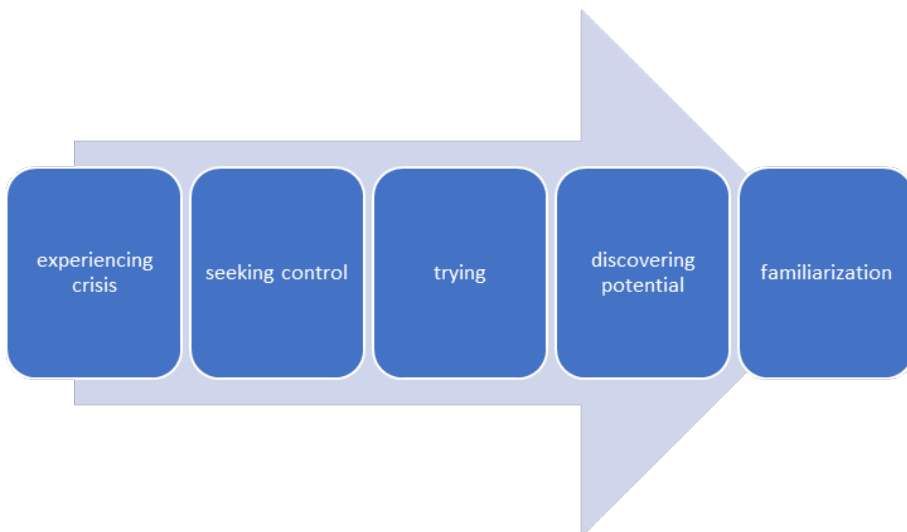 experiencing
crisis
seeking control
trying
discovering
potential
familiarization